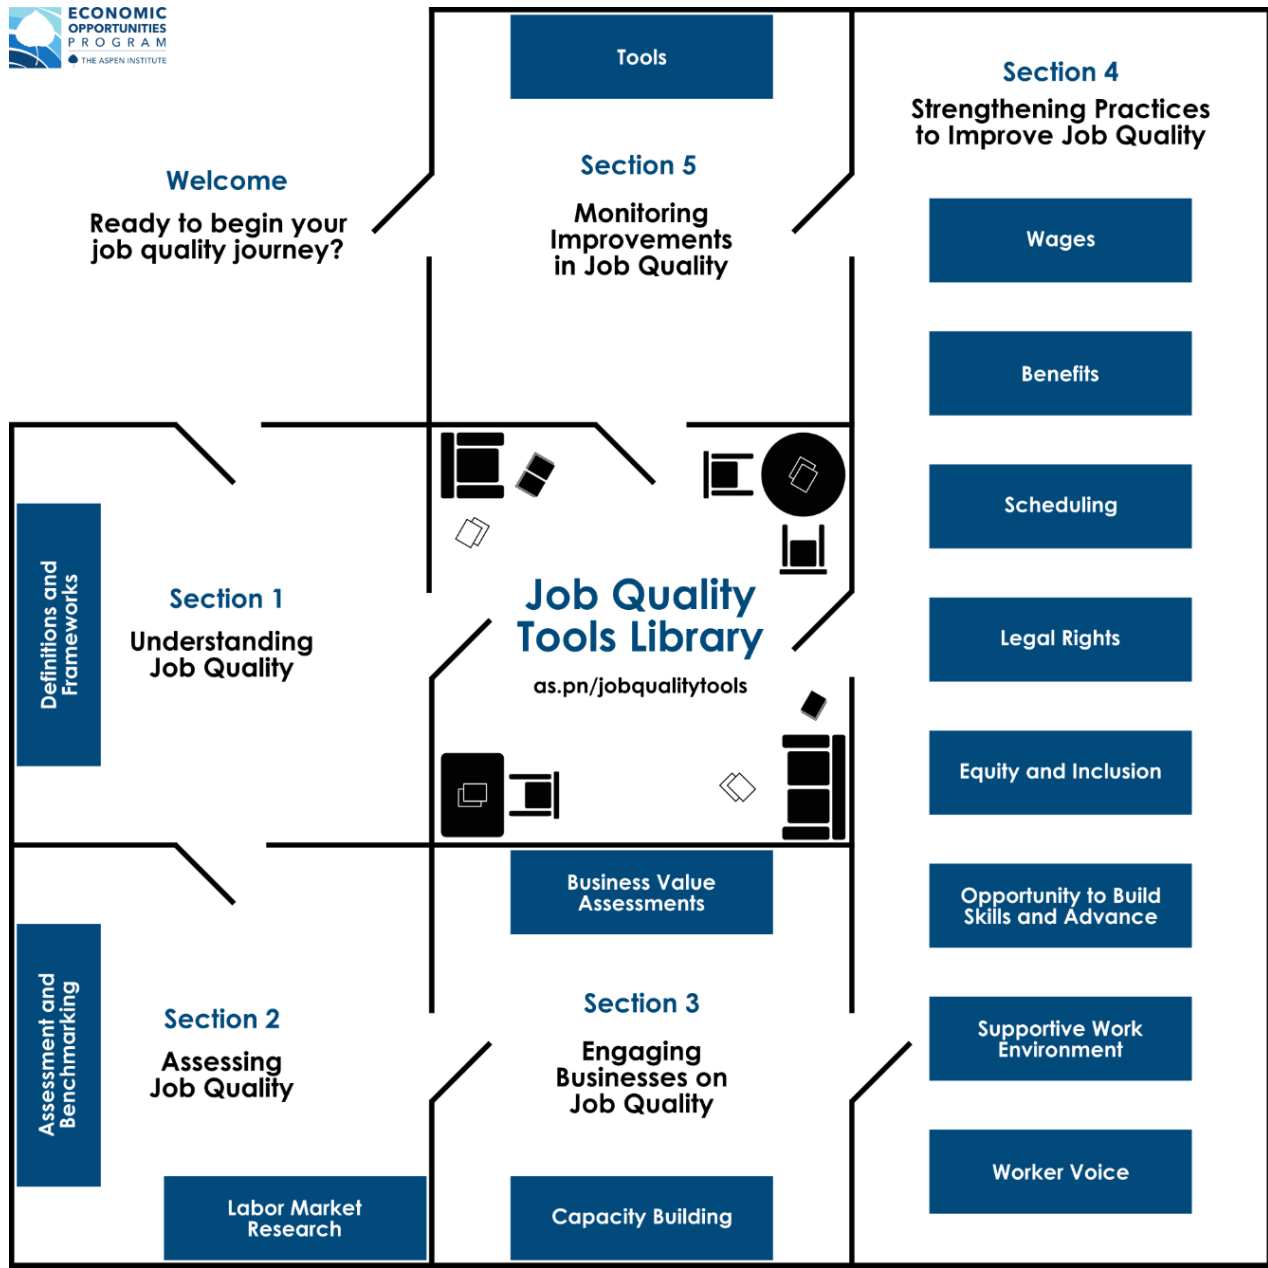 ECONOMIC
OPPORTUNITIES
PROGRAM
THE ASPEN INSTITUTE
Welcome
Ready to begin your
job quality journey?
Tools
Section 5
Monitoring
Improvements
in Job Quality
Section 4
Strengthening Practices
to Improve Job Quality
Wages
Benefits
Scheduling
Legal Rights
Equity and Inclusion
Opportunity to Build
Skills and Advance
Supportive Work
Environment
Worker Voice
Definitions and
Frameworks
Section 1
Understanding
Job Quality
Job Quality
Tools Library
as.pn/jobqualitytools
Assessment and
Benchmarking
Section 2
Assessing
Job Quality
Labor Market
Research
Business Value
Assessments
Section 3
Engaging
Businesses on
Job Quality
Capacity Building